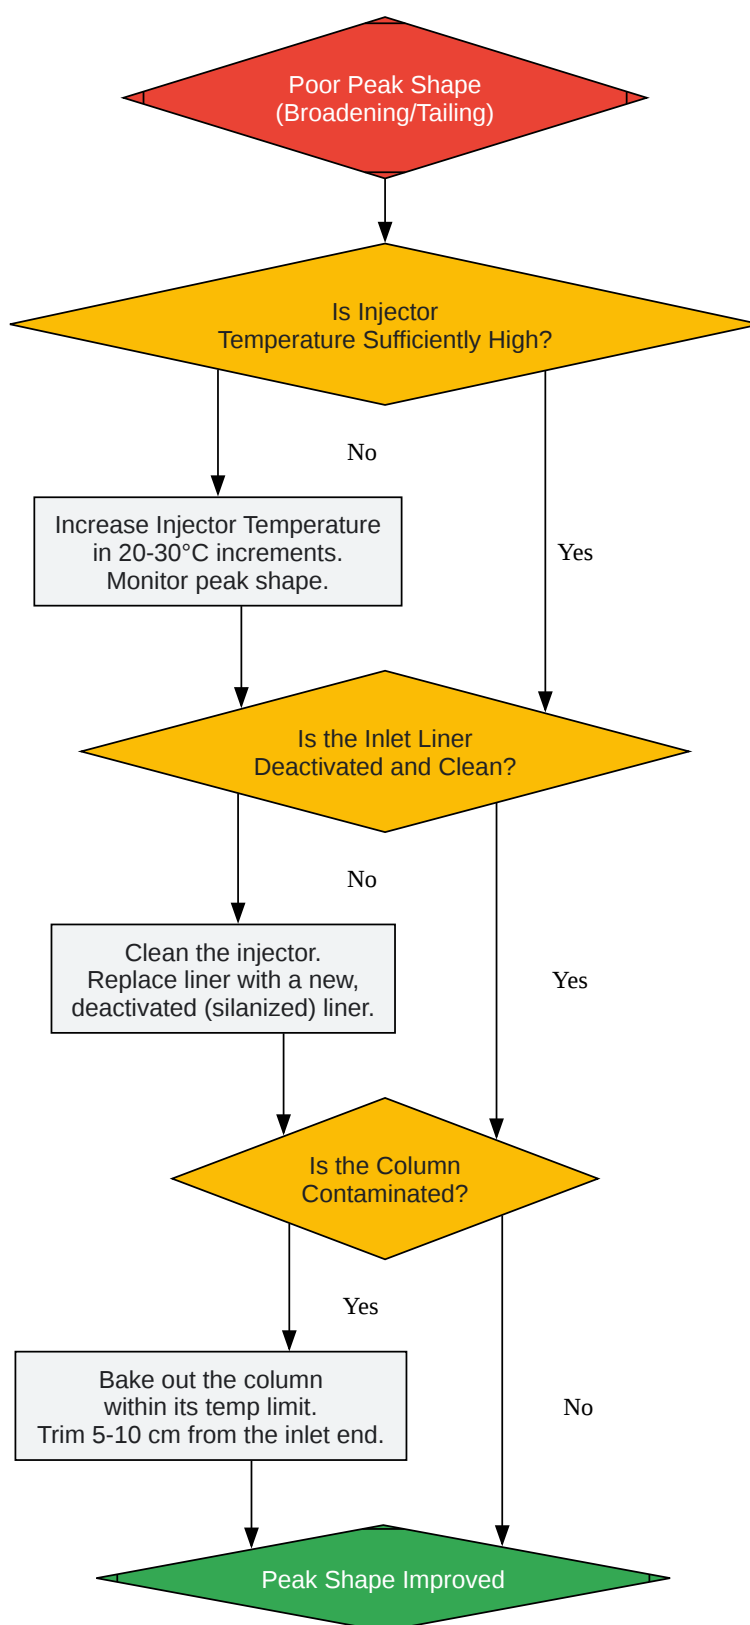 Poor Peak Shape
(Broadening/Tailing)
Is Injector
Temperature Sufficiently High?
No
Increase Injector Temperature
in 20-30°C increments.
Monitor peak shape.
Yes
Is the Inlet Liner
Deactivated and Clean?
No
Clean the injector.
Replace liner with a new,
deactivated (silanized) liner.
Yes
Is the Column
Contaminated?
Yes
Bake out the column
within its temp limit.
Trim 5-10 cm from the inlet end.
No
Peak Shape Improved